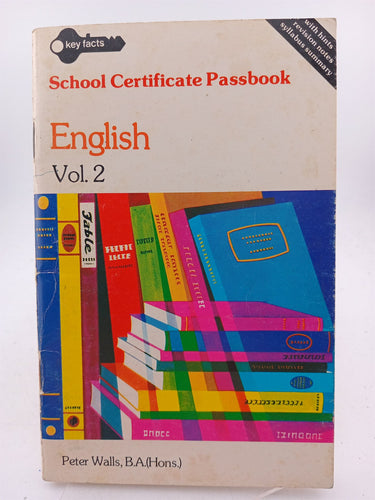 key facts
with hints
revision notes
syllabus summary
School Certificate Passbook
English
Vol. 2
Fable
Peter Walls, B.A.(Hons.)